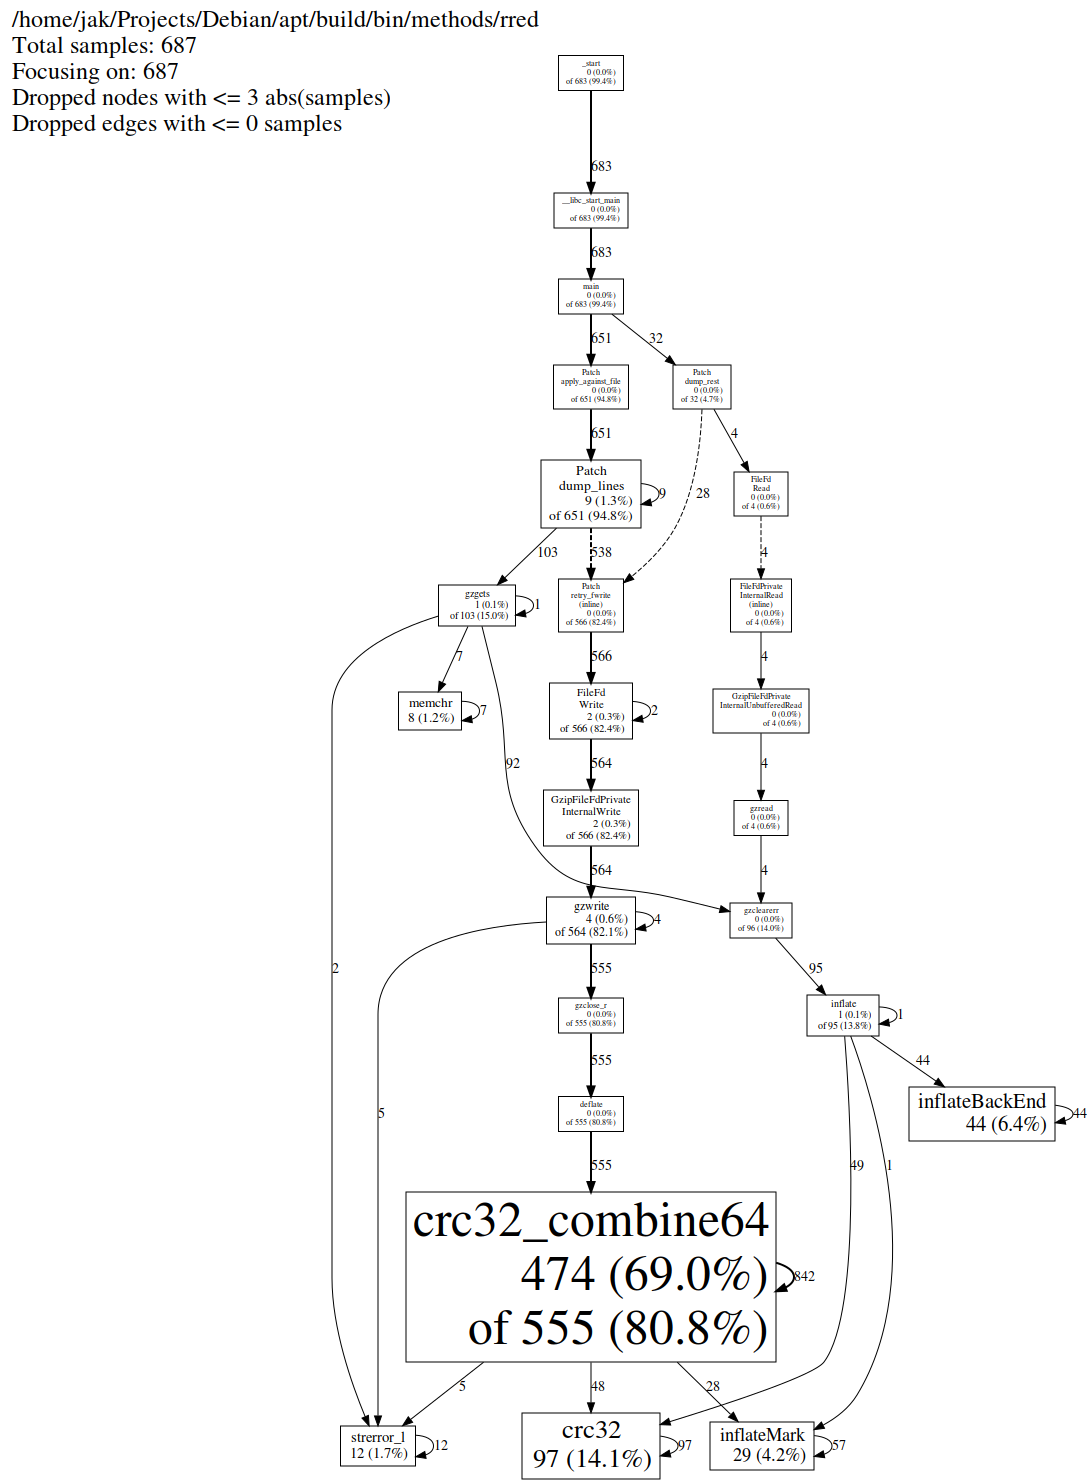 /home/jak/Projects/Debian/apt/build/bin/methods/rred
Total samples: 687
Focusing on: 687
Dropped nodes with <= 3 abs(samples)
Dropped edges with <= 0 samples
_start
0 (0.0%)
of 683 (99.4%)
683
__libc_start_main
0 (0.0%)
of 683 (99.4%)
683
main
0 (0.0%)
of 683 (99.4%)
651
32
Patch
apply_against_file
0 (0.0%)
of 651 (94.8%)
Patch
dump_rest
0 (0.0%)
of 32 (4.7%)
651
4
Patch
dump_lines
9 (1.3%)
of 651 (94.8%)
9
28
FileFd
Read
0 (0.0%)
of 4 (0.6%)
103
538
4
gzgets
1 (0.1%)
of 103 (15.0%)
1
Patch
retry_fwrite
(inline)
0 (0.0%)
of 566 (82.4%)
FileFdPrivate
InternalRead
(inline)
0 (0.0%)
of 4 (0.6%)
7
566
4
memchr
8 (1.2%)
7
FileFd
Write
2 (0.3%)
of 566 (82.4%)
2
GzipFileFdPrivate
InternalUnbufferedRead
0 (0.0%)
of 4 (0.6%)
92
564
4
GzipFileFdPrivate
InternalWrite
2 (0.3%)
of 566 (82.4%)
gzread
0 (0.0%)
of 4 (0.6%)
564
4
gzwrite
4 (0.6%)
of 564 (82.1%)
4
gzclearerr
0 (0.0%)
of 96 (14.0%)
2
555
95
gzclose_r
0 (0.0%)
of 555 (80.8%)
inflate
1 (0.1%)
of 95 (13.8%)
1
555
44
deflate
0 (0.0%)
of 555 (80.8%)
inflateBackEnd
44 (6.4%)
44
5
555
49
1
crc32_combine64
474 (69.0%)
of 555 (80.8%)
842
5
48
28
strerror_l
12 (1.7%)
12
crc32
97 (14.1%)
97
inflateMark
29 (4.2%)
57